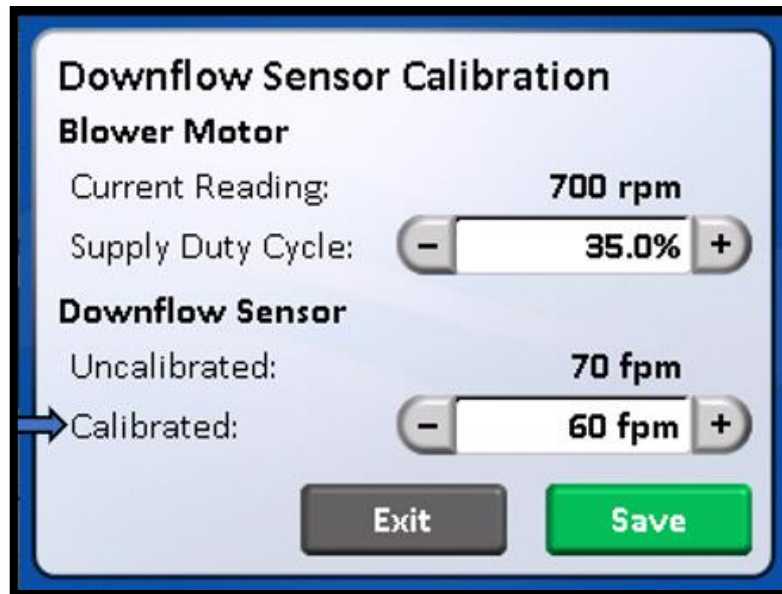 Downflow Sensor Calibration
Blower Motor
Current Reading: 700 rpm
Supply Duty Cycle: - 35.0% +
Downflow Sensor
Uncalibrated: 70 fpm
Calibrated: - 60 fpm +
Exit Save